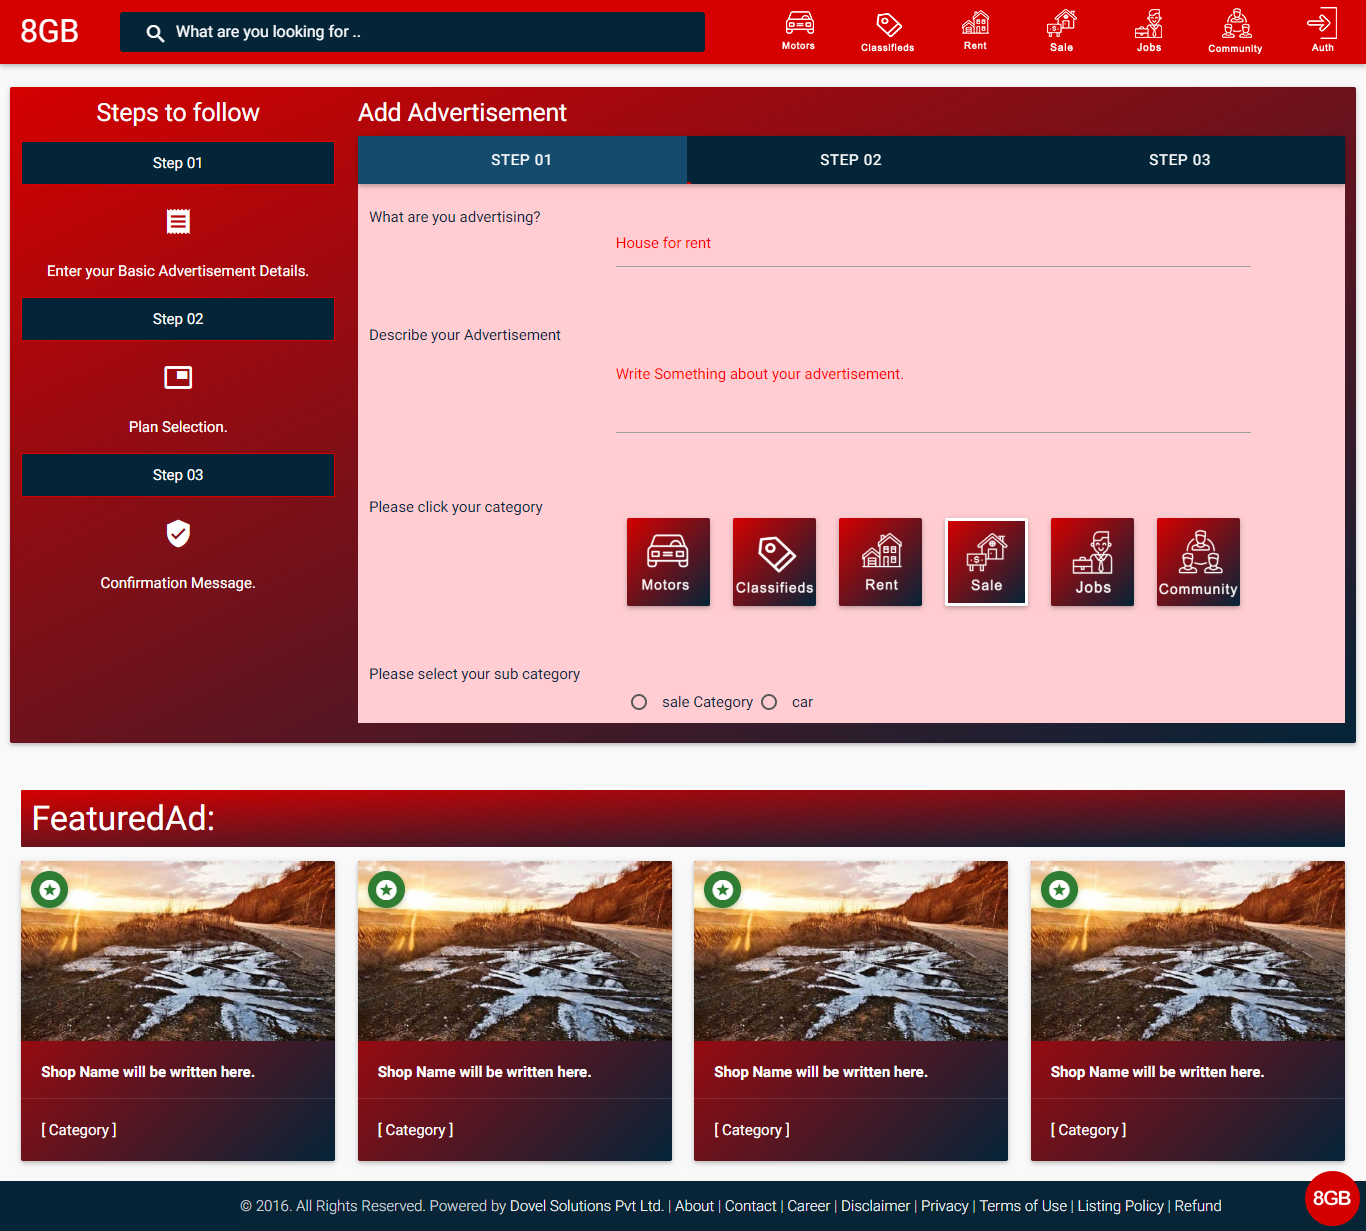 8GB
What are you looking for ..
Motors
Classifieds
Rent
Sale
Jobs
Community
Auth
Steps to follow
Step 01
Enter your Basic Advertisement Details.
Step 02
Plan Selection.
Step 03
Confirmation Message.
Add Advertisement
STEP 01
STEP 02
STEP 03
What are you advertising?
House for rent
Describe your Advertisement
Write Something about your advertisement.
Please click your category
Motors
Classifieds
Rent
Sale
Jobs
Community
Please select your sub category
sale Category
car
FeaturedAd:
Shop Name will be written here.
[ Category ]
Shop Name will be written here.
[ Category ]
Shop Name will be written here.
[ Category ]
Shop Name will be written here.
[ Category ]
© 2016. All Rights Reserved. Powered by Dovel Solutions Pvt Ltd. | About | Contact | Career | Disclaimer | Privacy | Terms of Use | Listing Policy | Refund
8GB